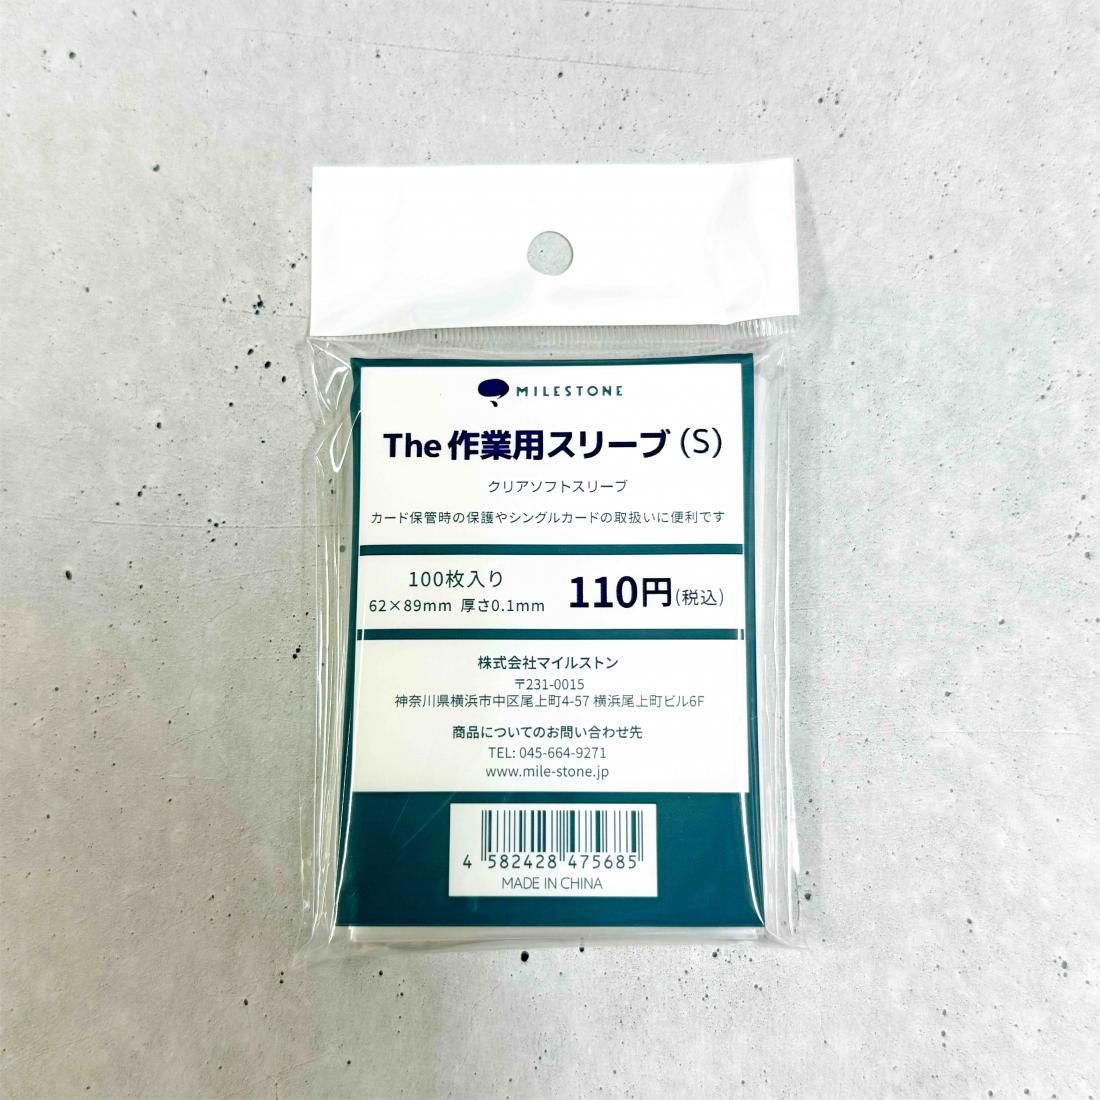 MILESTONE
The 作業用スリーブ(S)
クリアソフトスリーブ
カード保管時の保護やシングルカードの取扱いに便利です
100枚入り
62×89mm 厚さ0.1mm
110円(税込)
株式会社マイルストン
〒231-0015
神奈川県横浜市中区尾上町4-57 横浜尾上町ビル6F
商品についてのお問い合わせ先
TEL: 045-664-9271
www.mile-stone.jp
4 582428 475685
MADE IN CHINA